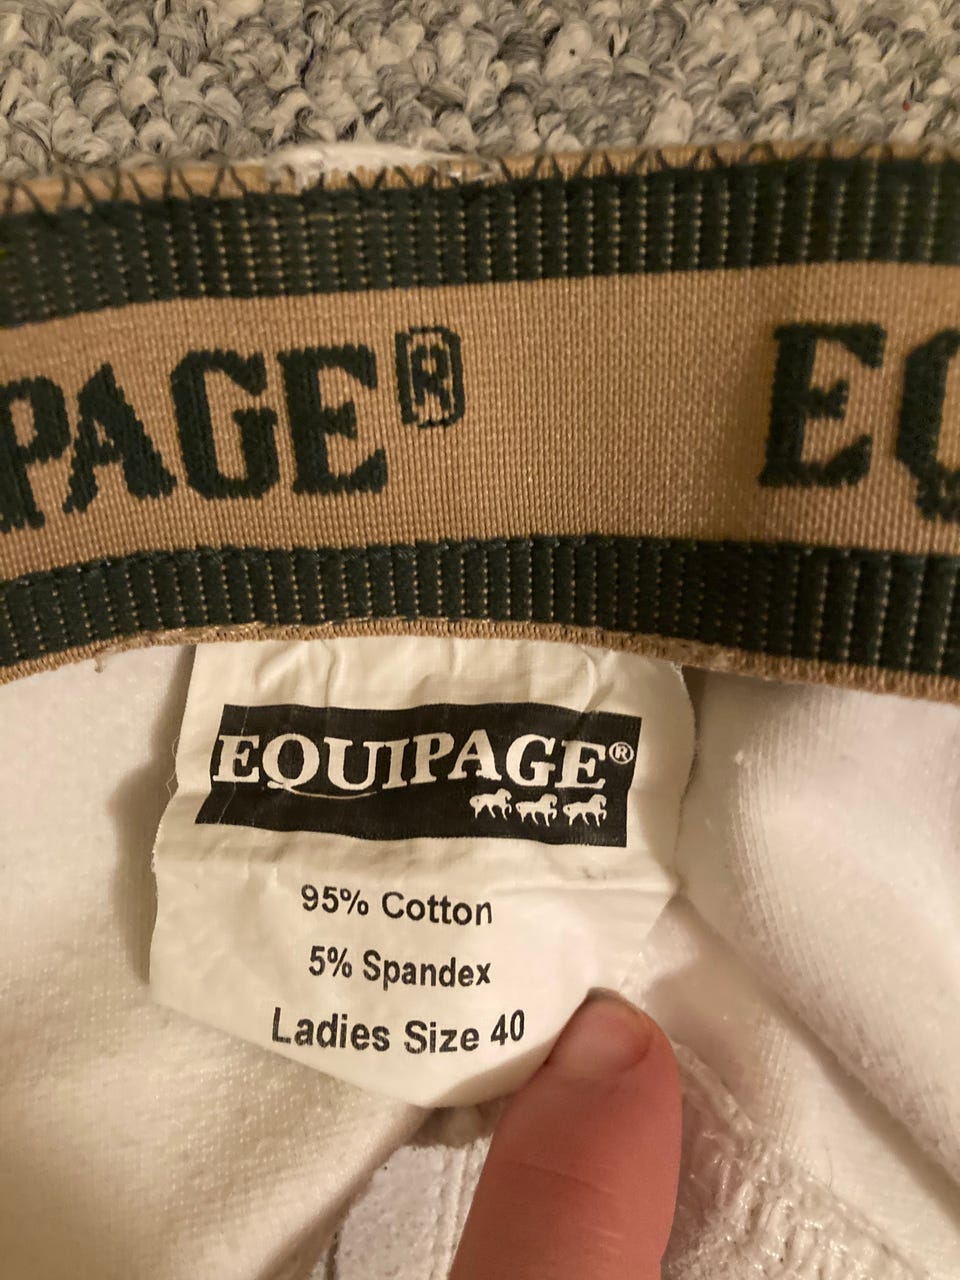 PAGE® EQ
EQUIPAGE®
95% Cotton
5% Spandex
Ladies Size 40